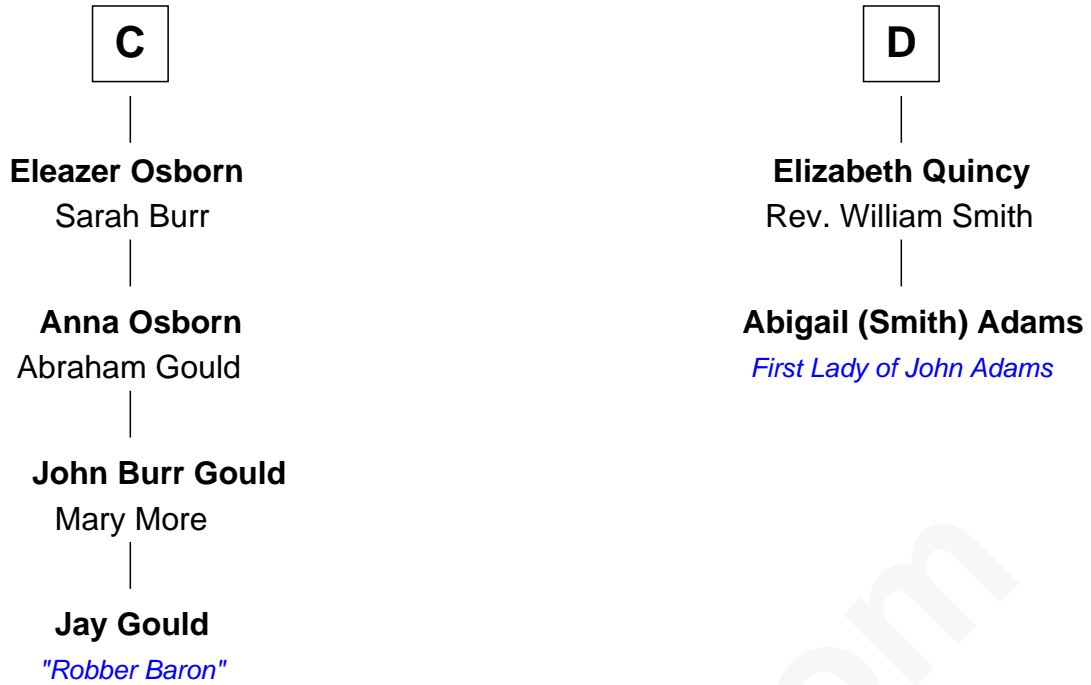 C
Eleazer Osborn
Sarah Burr
Anna Osborn
Abraham Gould
John Burr Gould
Mary More
Jay Gould
"Robber Baron"
D
Elizabeth Quincy
Rev. William Smith
Abigail (Smith) Adams
First Lady of John Adams
om